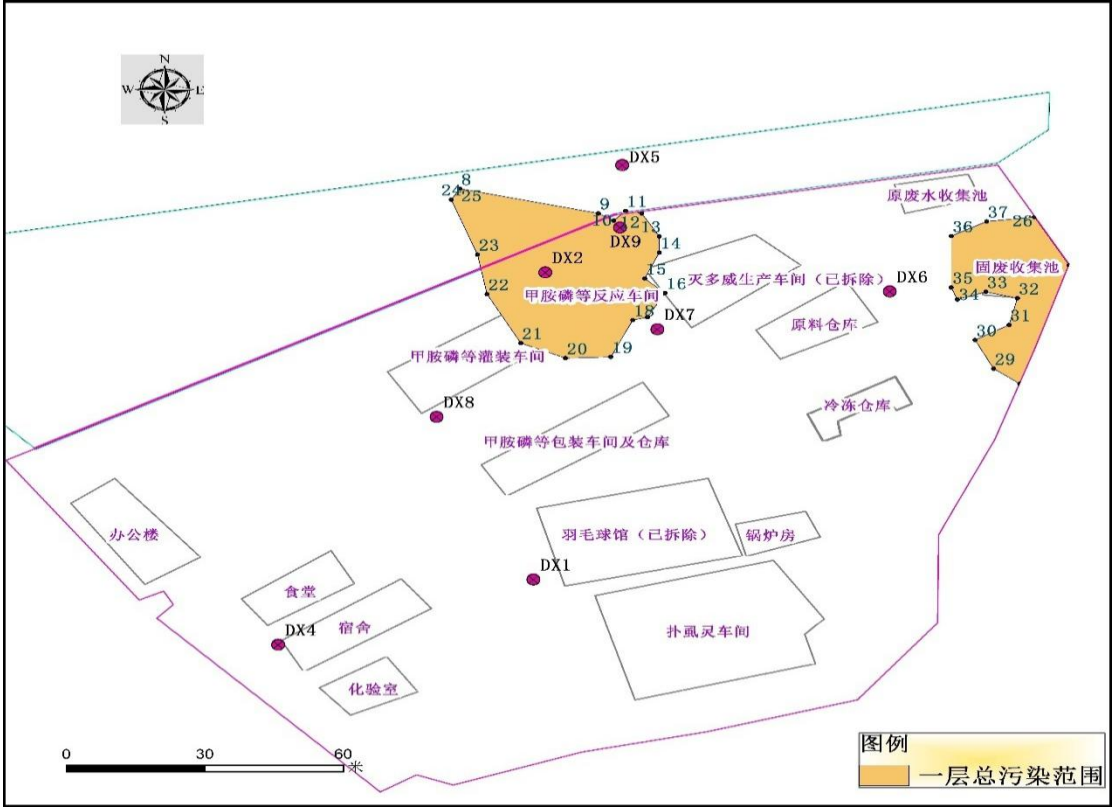 N
W E
S
DX5
8
24
25
9
11
10
12
DX9
13
14
23
DX2
15
16
22
甲胺磷等反应车间
18
DX7
21
20
19
甲胺磷等灌装车间
DX8
灭多威生产车间（已拆除）
DX6
原料仓库
原废水收集池
36
37
26
固废收集池
35
34
33
32
31
30
29
冷冻仓库
甲胺磷等包装车间及仓库
办公楼
羽毛球馆（已拆除）
锅炉房
DX1
食堂
宿舍
DX4
扑虱灵车间
化验室
0 30 60
米
图例
一层总污染范围